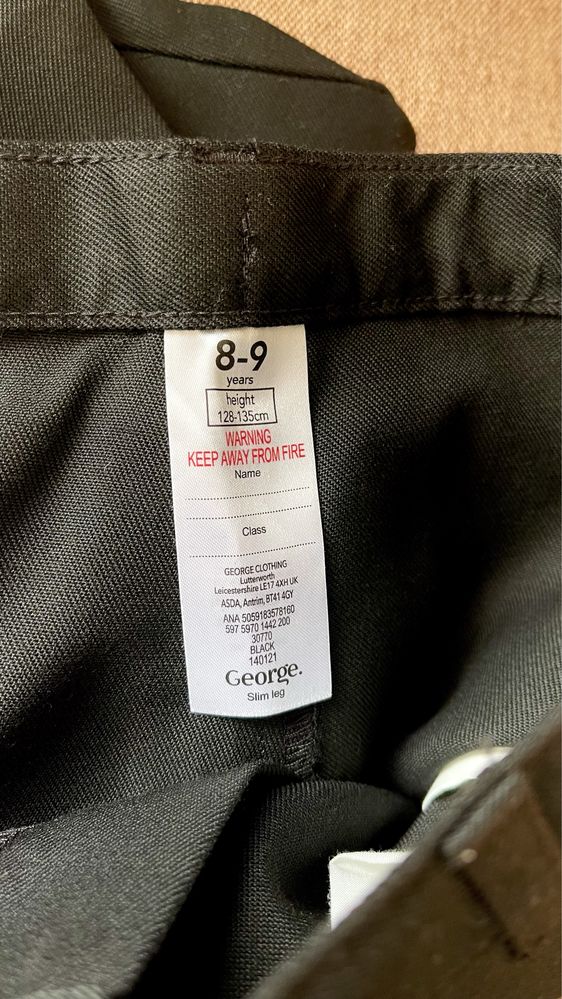 8-9
years
height
128-135cm
WARNING
KEEP AWAY FROM FIRE
Name
Class
GEORGE CLOTHING
Lutterworth
Leicestershire LE17 4XH UK
ASDA, Antrim, BT41 4GY
ANA 5059183578160
597 5970 1442 200
30770
BLACK
140121
George.
Slim leg